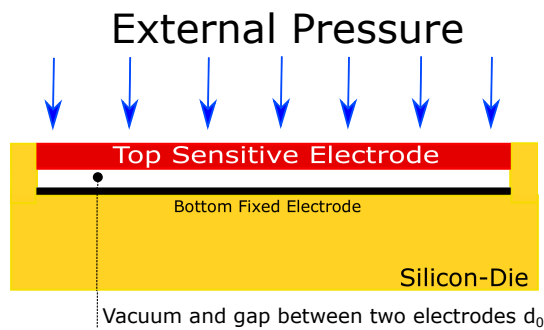 External Pressure
Top Sensitive Electrode
Bottom Fixed Electrode
Silicon-Die
Vacuum and gap between two electrodes d₀